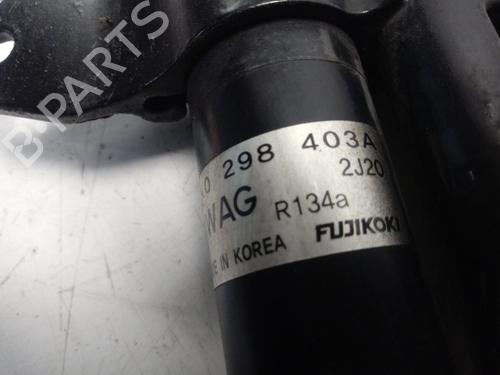 0 298 403A
2J20
WAG R134a
IN KOREA FUJIKOKI
B-PARTS